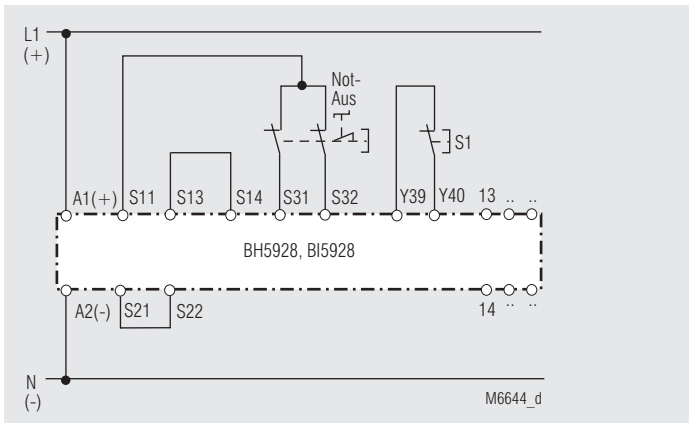 L1
(+)
Not-
Aus
S1
A1(+) S11 S13 S14 S31 S32 Y39 Y40 13 .. ..
BH5928, BI5928
A2(-) S21 S22 14 .. ..
N
(-)
M6644_d